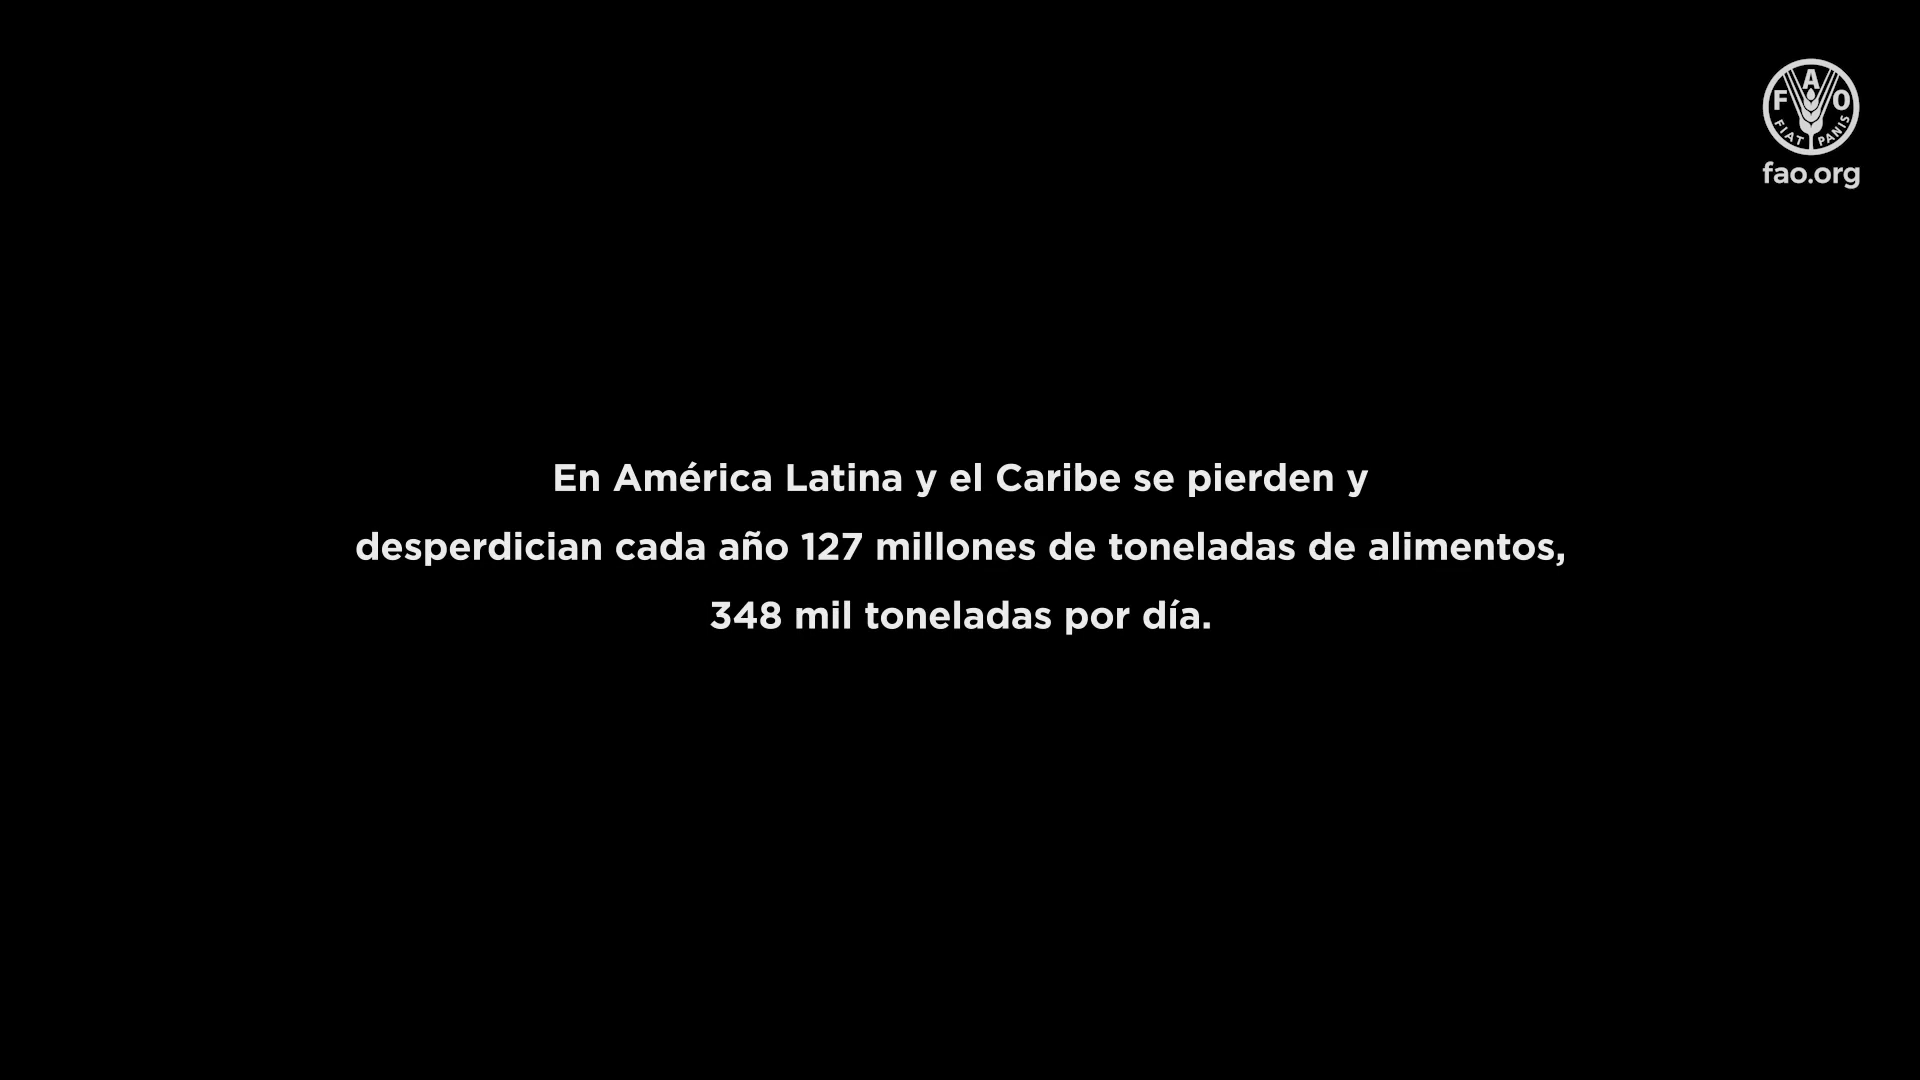 F A O
FIAT PANIS
fao.org
En América Latina y el Caribe se pierden y
desperdician cada año 127 millones de toneladas de alimentos,
348 mil toneladas por día.